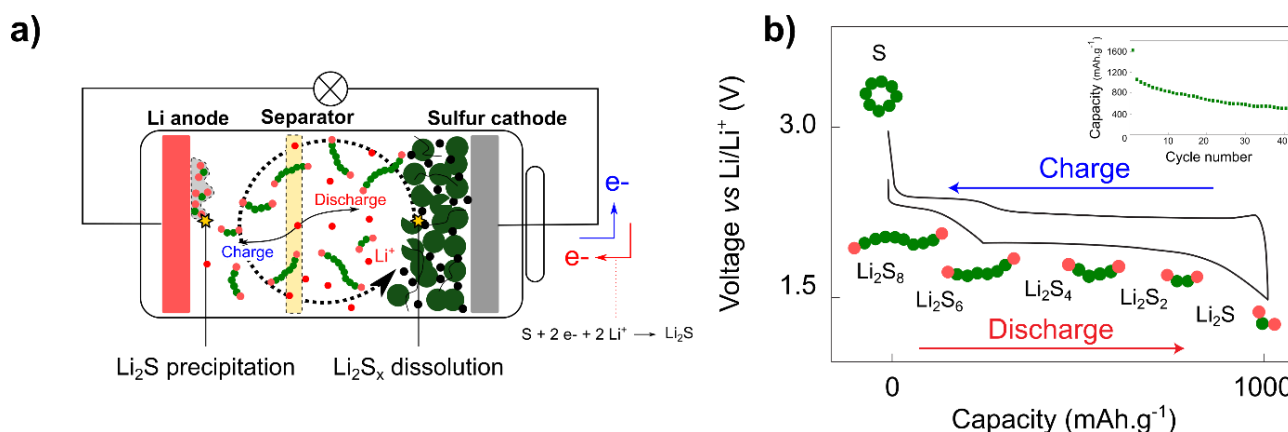 a)
Li anode
Separator
Sulfur cathode
Discharge
Charge
Li⁺
e-
e-
S + 2 e- + 2 Li⁺ → Li₂S
Li₂S precipitation
Li₂Sₓ dissolution
b)
Voltage vs Li/Li⁺ (V)
3.0
1.5
S
Capacity (mAh.g⁻¹)
1600
1200
800
400
0
10
20
30
40
Cycle number
Charge
Li₂S₈
Li₂S₆
Li₂S₄
Li₂S₂
Li₂S
Discharge
0
1000
Capacity (mAh.g⁻¹)